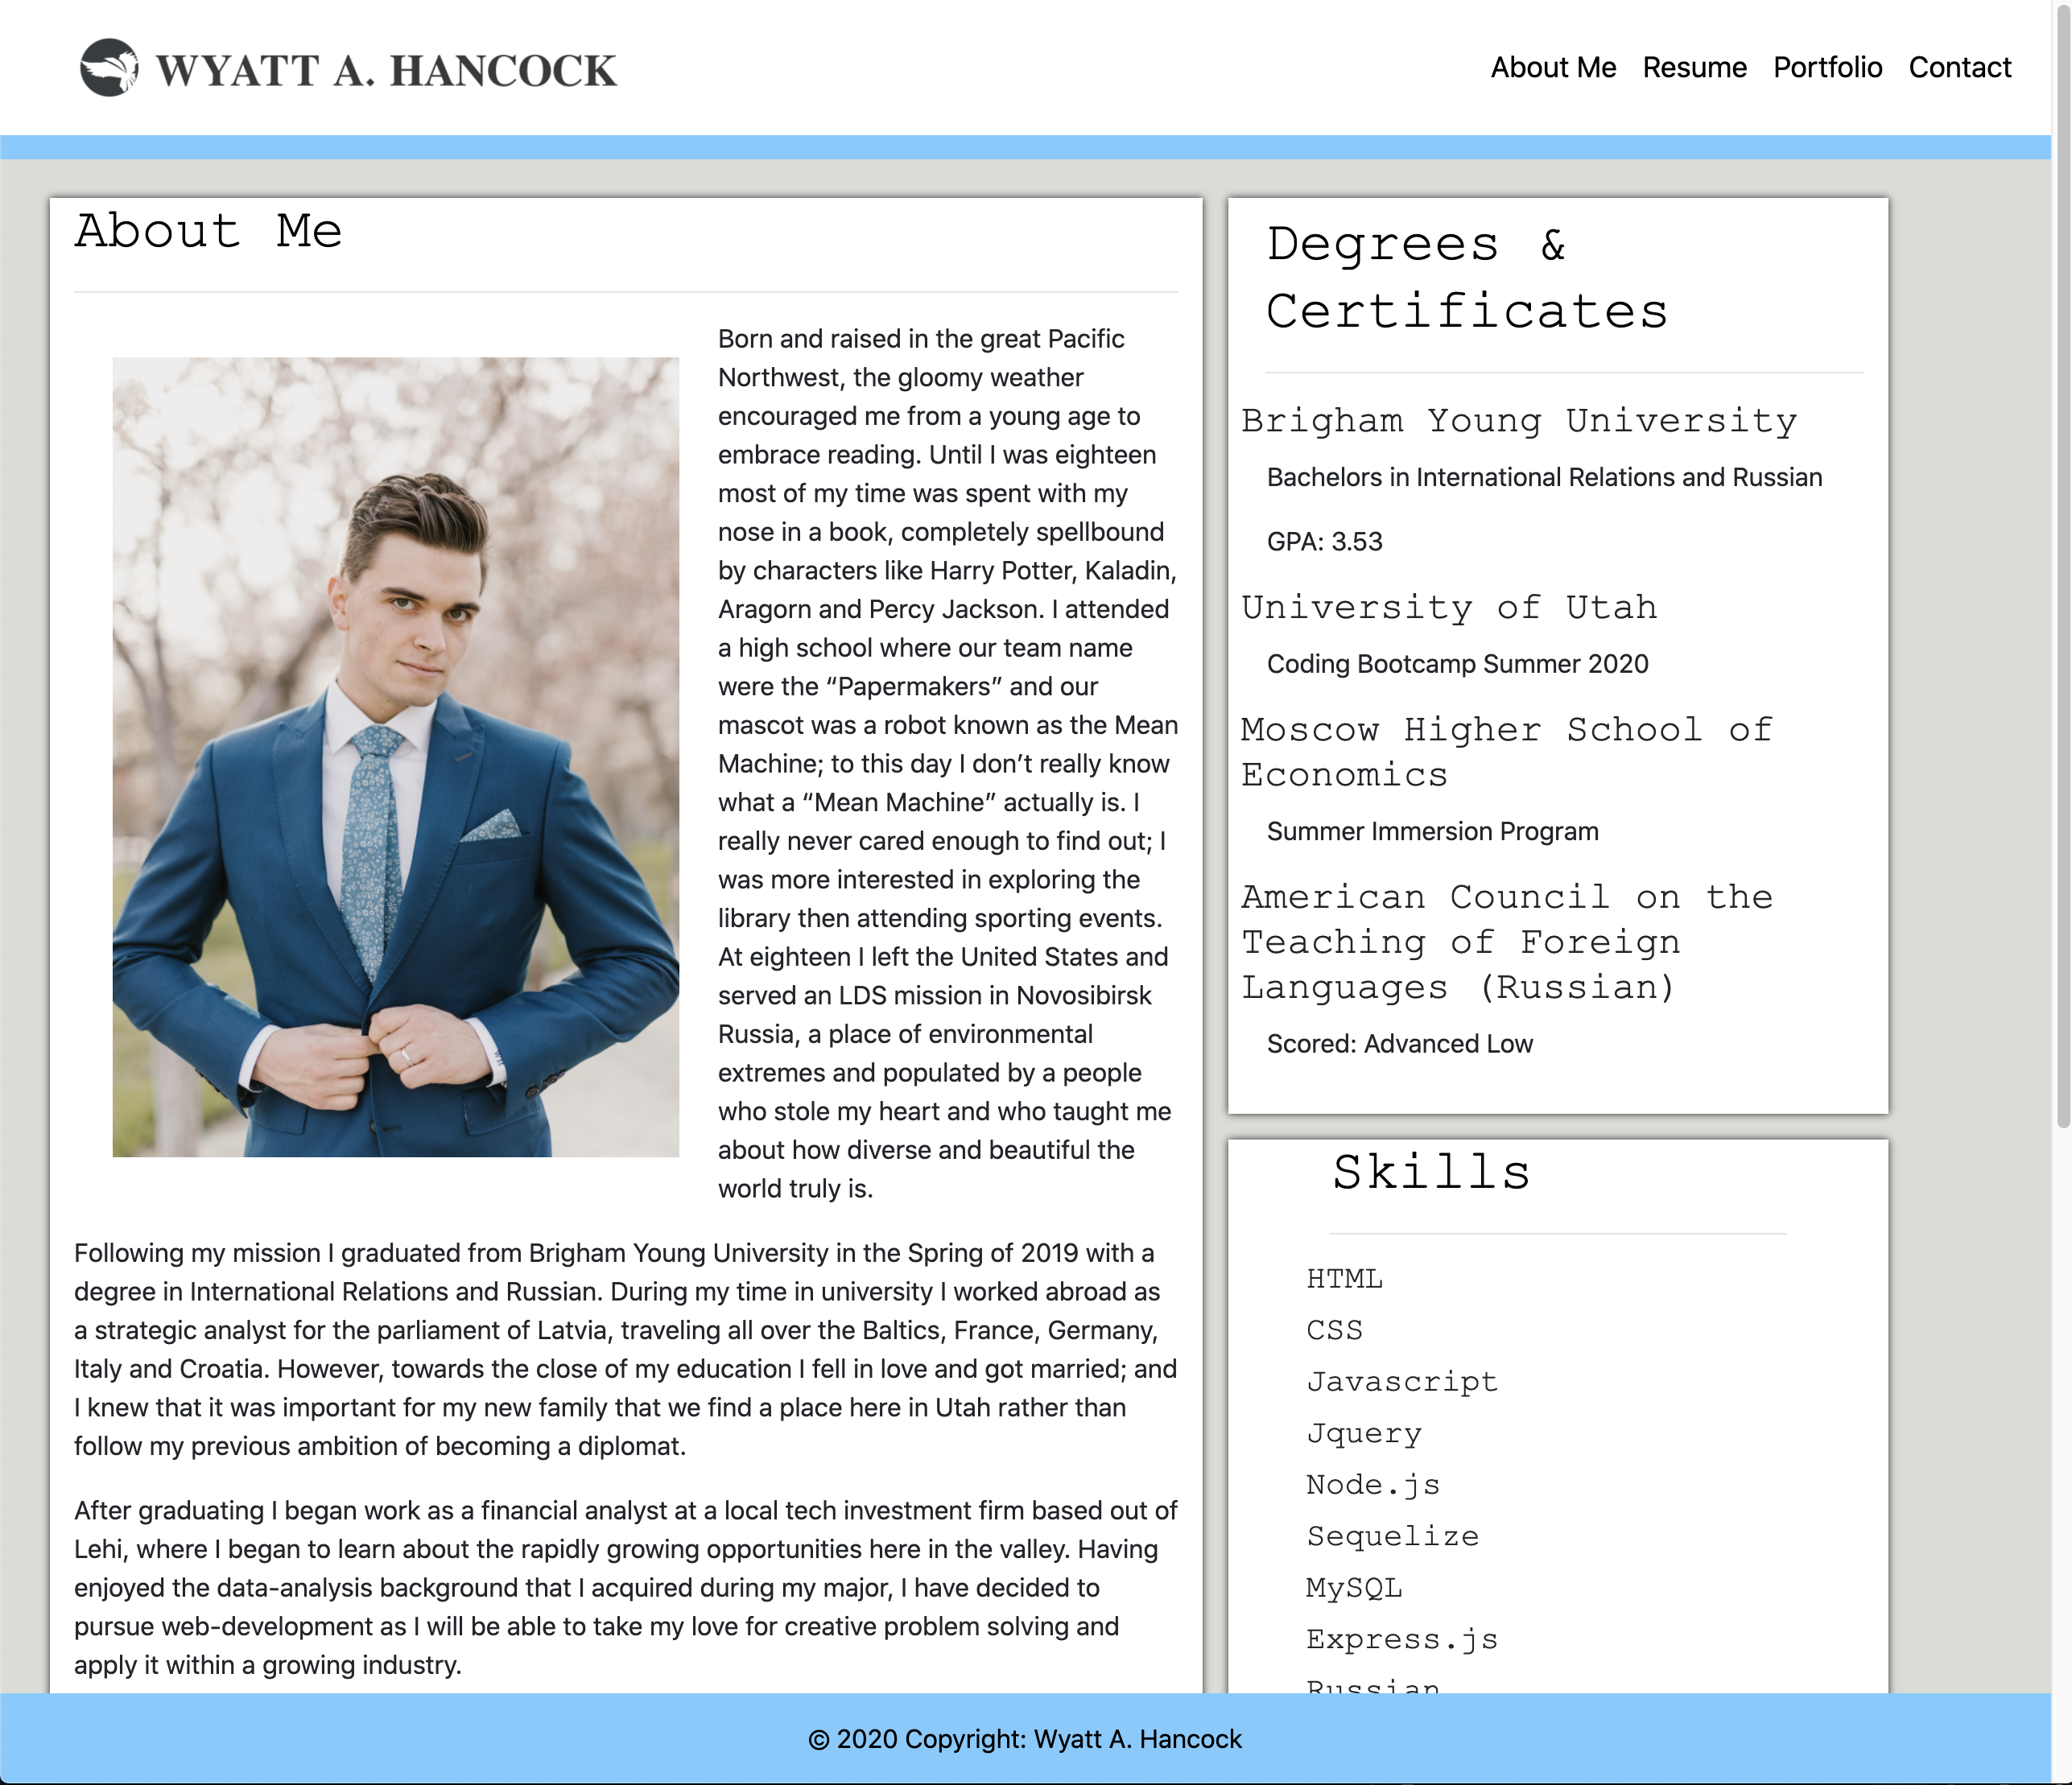 WYATT A. HANCOCK
About Me Resume Portfolio Contact
About Me
Born and raised in the great Pacific
Northwest, the gloomy weather
encouraged me from a young age to
embrace reading. Until I was eighteen
most of my time was spent with my
nose in a book, completely spellbound
by characters like Harry Potter, Kaladin,
Aragorn and Percy Jackson. I attended
a high school where our team name
were the “Papermakers” and our
mascot was a robot known as the Mean
Machine; to this day I don’t really know
what a “Mean Machine” actually is. I
really never cared enough to find out; I
was more interested in exploring the
library then attending sporting events.
At eighteen I left the United States and
served an LDS mission in Novosibirsk
Russia, a place of environmental
extremes and populated by a people
who stole my heart and who taught me
about how diverse and beautiful the
world truly is.
Following my mission I graduated from Brigham Young University in the Spring of 2019 with a
degree in International Relations and Russian. During my time in university I worked abroad as
a strategic analyst for the parliament of Latvia, traveling all over the Baltics, France, Germany,
Italy and Croatia. However, towards the close of my education I fell in love and got married; and
I knew that it was important for my new family that we find a place here in Utah rather than
follow my previous ambition of becoming a diplomat.
After graduating I began work as a financial analyst at a local tech investment firm based out of
Lehi, where I began to learn about the rapidly growing opportunities here in the valley. Having
enjoyed the data-analysis background that I acquired during my major, I have decided to
pursue web-development as I will be able to take my love for creative problem solving and
apply it within a growing industry.
Degrees &
Certificates
Brigham Young University
Bachelors in International Relations and Russian
GPA: 3.53
University of Utah
Coding Bootcamp Summer 2020
Moscow Higher School of
Economics
Summer Immersion Program
American Council on the
Teaching of Foreign
Languages (Russian)
Scored: Advanced Low
Skills
HTML
CSS
Javascript
Jquery
Node.js
Sequelize
MySQL
Express.js
Russian
© 2020 Copyright: Wyatt A. Hancock